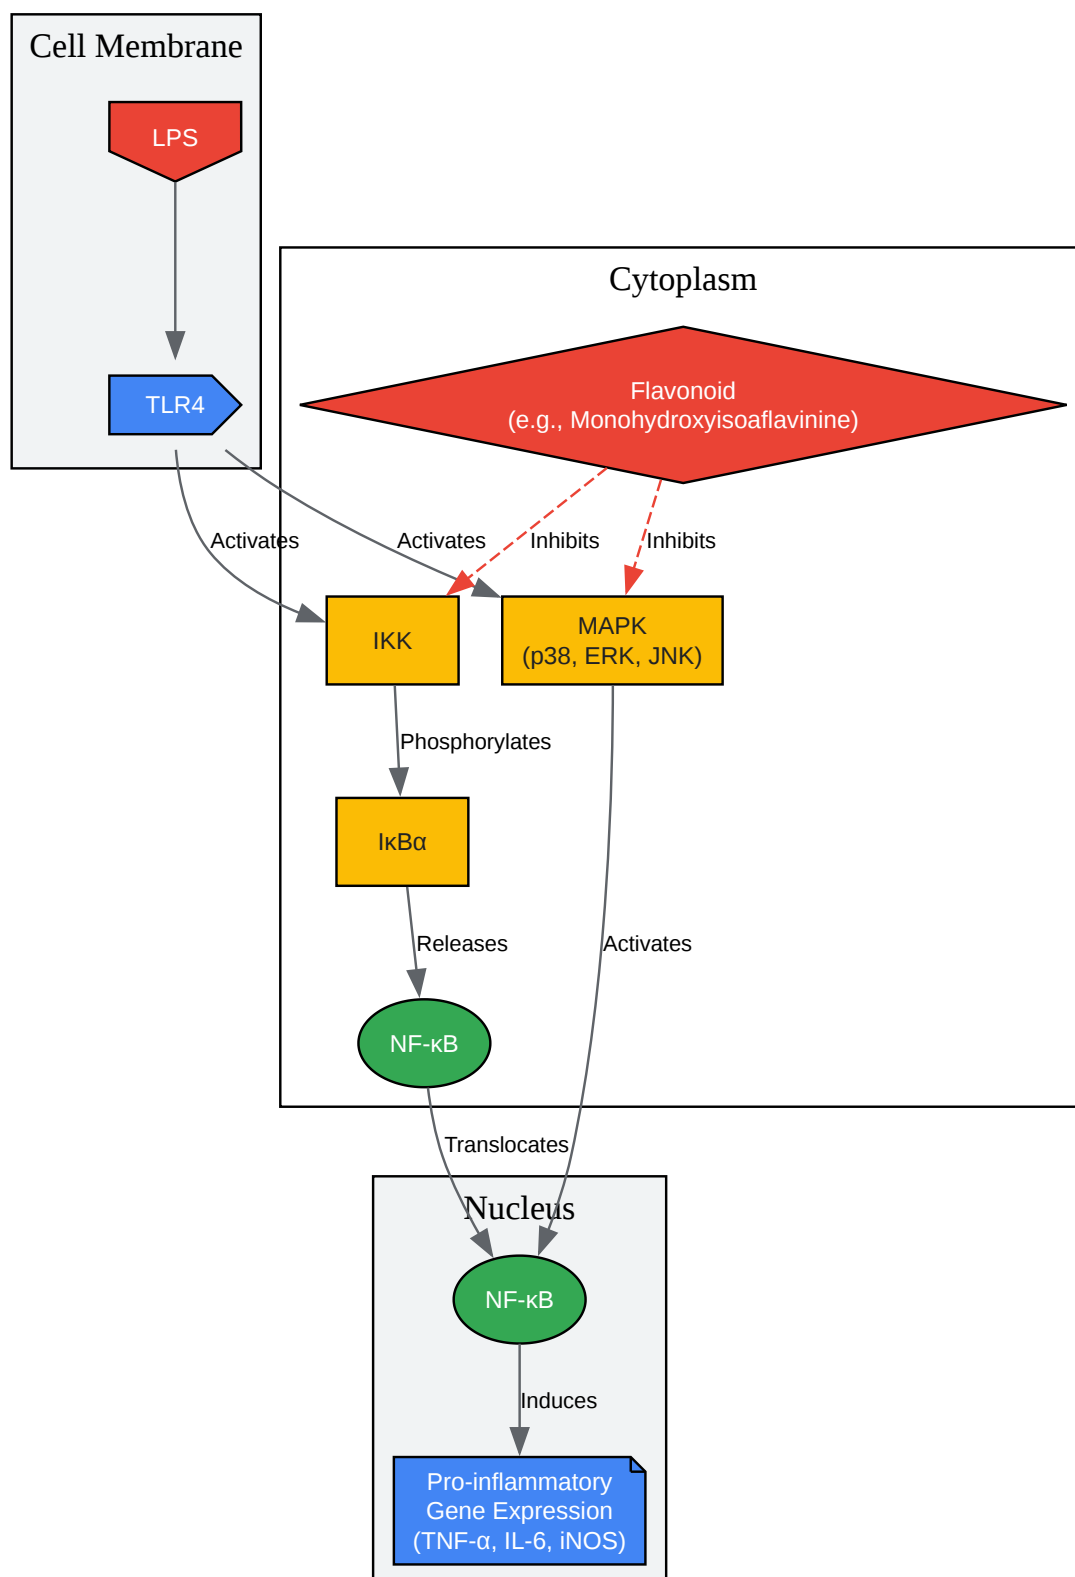 Cell Membrane
LPS
TLR4
Cytoplasm
Flavonoid
(e.g., Monohydroxyisoaflavinine)
Activates
Activates
Inhibits
Inhibits
IKK
MAPK
(p38, ERK, JNK)
Phosphorylates
IκBα
Releases
Activates
NF-κB
Translocates
Nucleus
NF-κB
Induces
Pro-inflammatory
Gene Expression
(TNF-α, IL-6, iNOS)